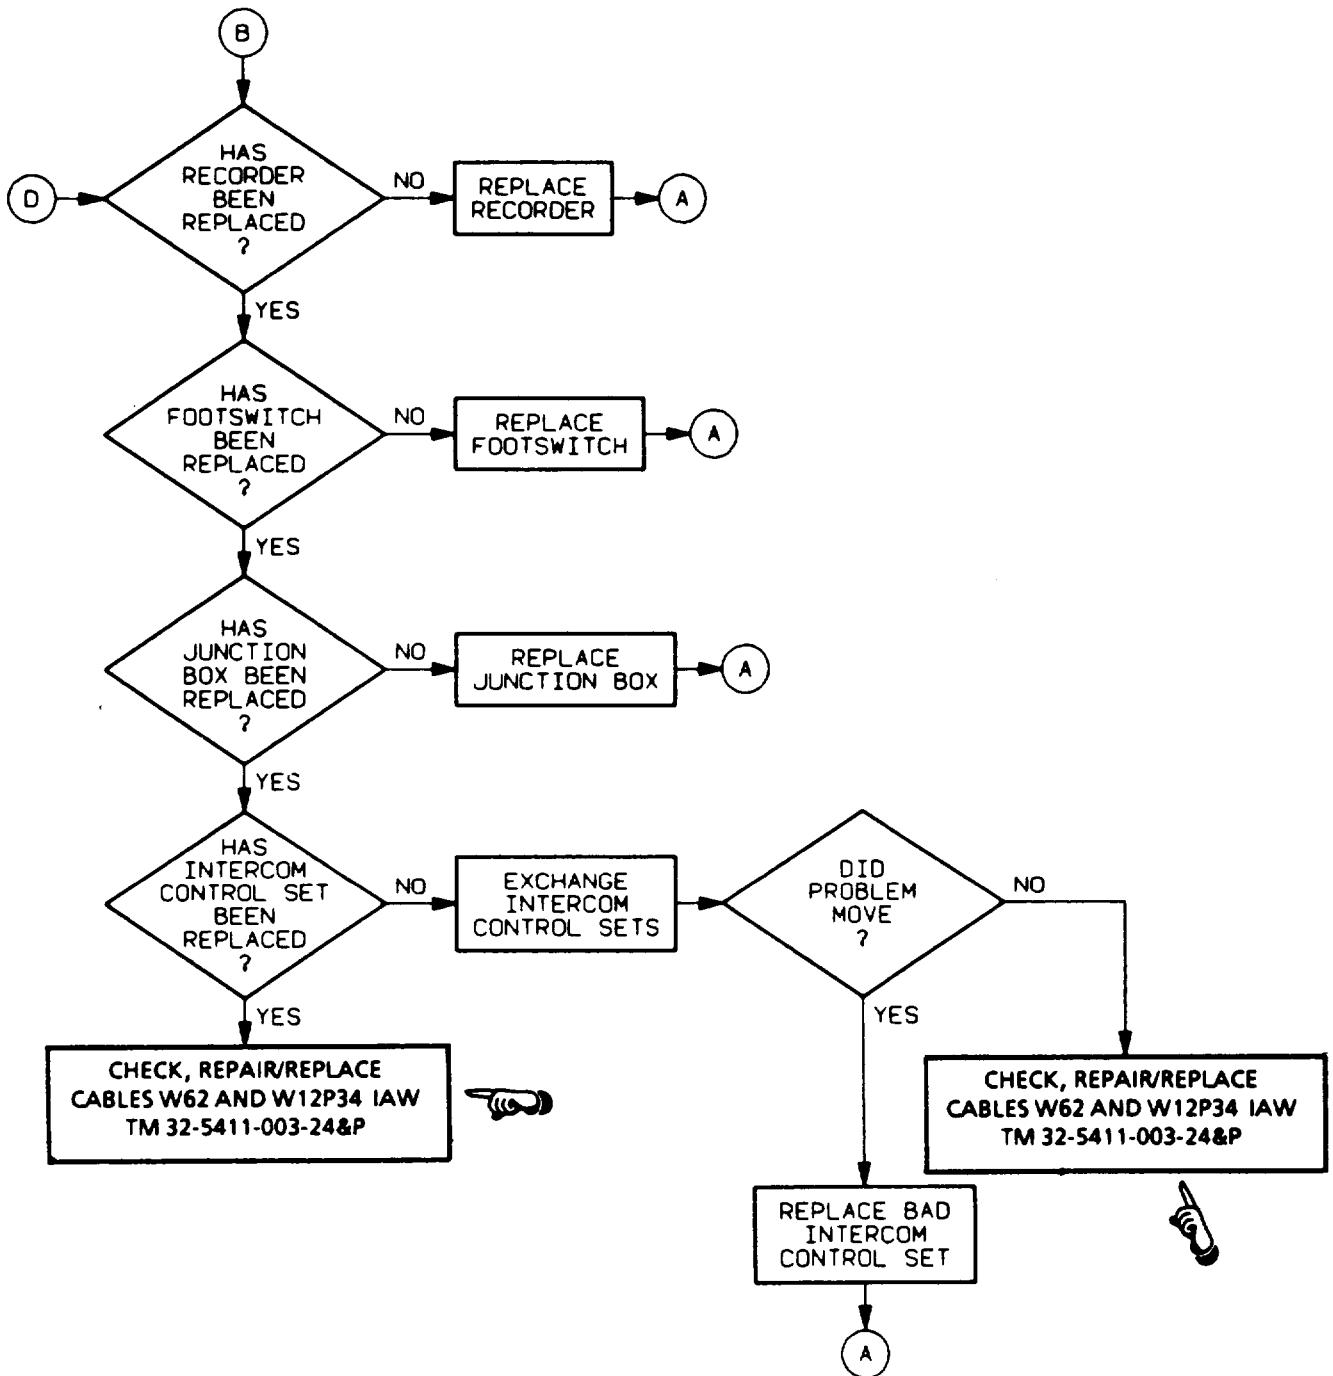 B
HAS
RECORDER
BEEN
REPLACED
?
D
NO
REPLACE
RECORDER
A
YES
HAS
FOOTSWITCH
BEEN
REPLACED
?
NO
REPLACE
FOOTSWITCH
A
YES
HAS
JUNCTION
BOX BEEN
REPLACED
?
NO
REPLACE
JUNCTION BOX
A
YES
HAS
INTERCOM
CONTROL SET
BEEN
REPLACED
?
NO
EXCHANGE
INTERCOM
CONTROL SETS
DID
PROBLEM
MOVE
?
NO
YES
YES
CHECK, REPAIR/REPLACE
CABLES W62 AND W12P34 IAW
TM 32-5411-003-24&P
CHECK, REPAIR/REPLACE
CABLES W62 AND W12P34 IAW
TM 32-5411-003-24&P
REPLACE BAD
INTERCOM
CONTROL SET
A